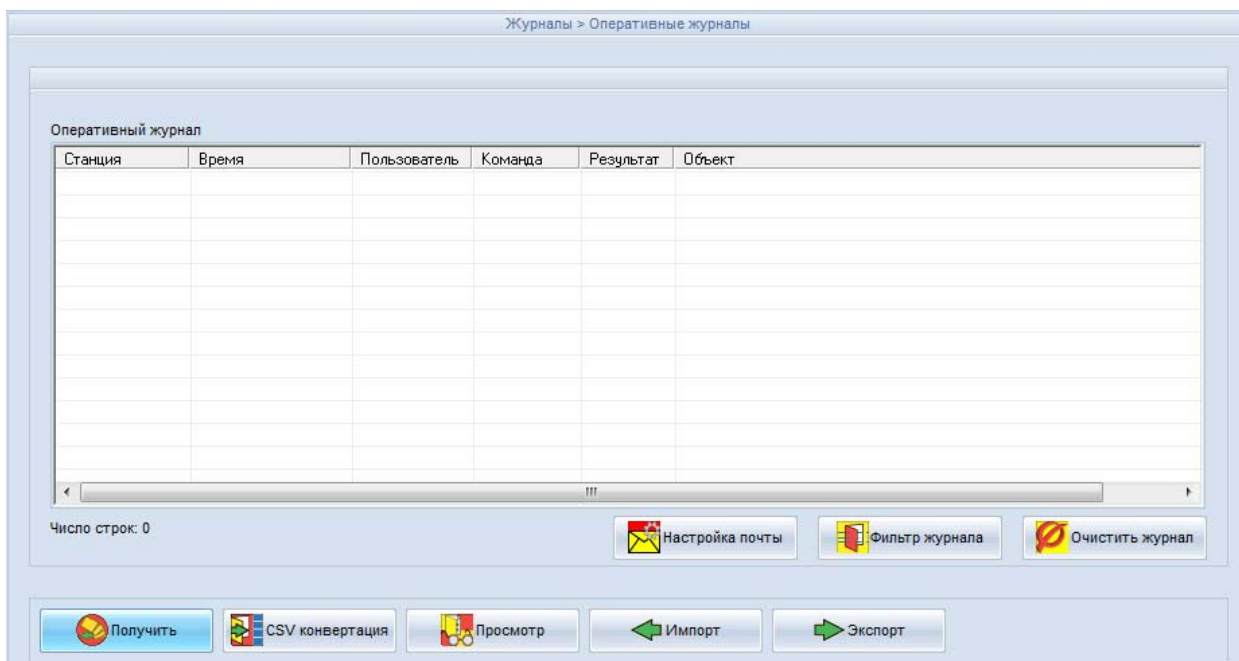 Журналы > Оперативные журналы
Оперативный журнал
Станция Время Пользователь Команда Результат Объект
Число строк: 0
Настройка почты Фильтр журнала Очистить журнал
Получить CSV конвертация Просмотр Импорт Экспорт